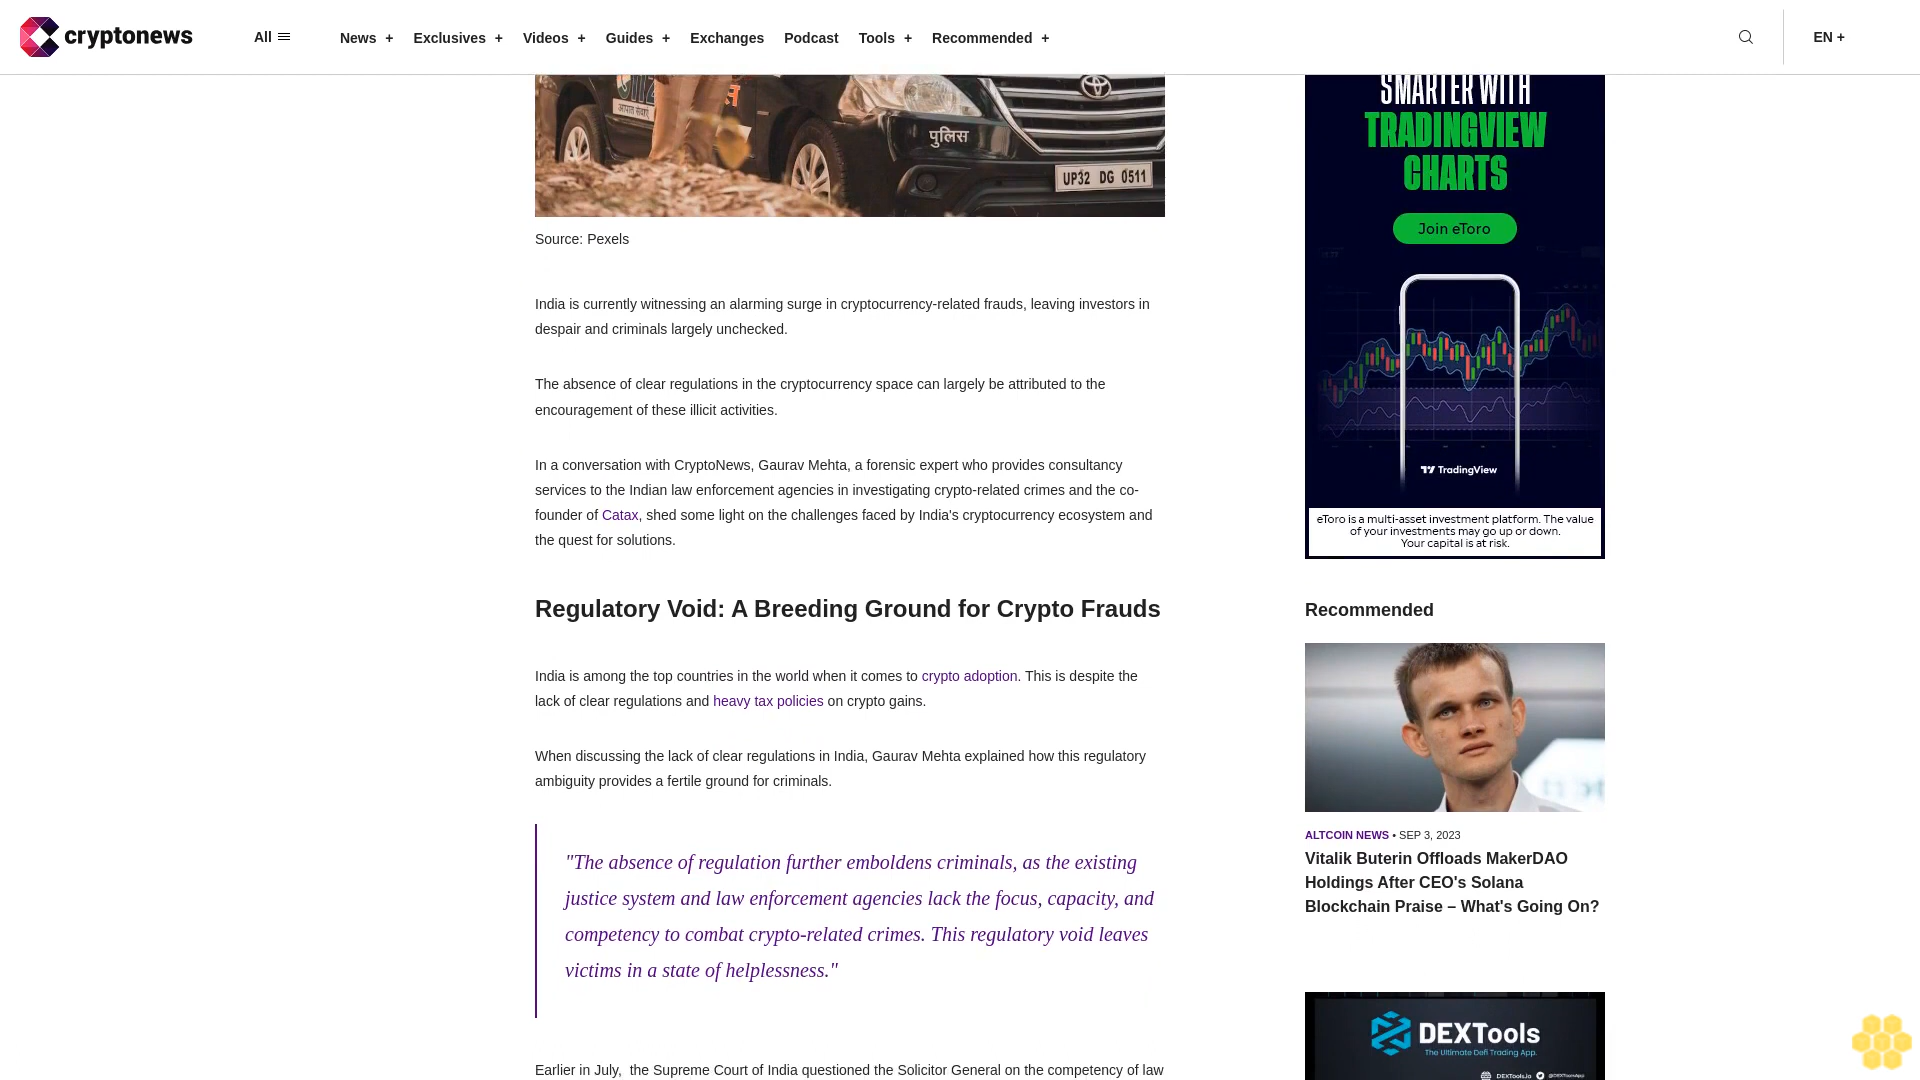 cryptonews
All
News +
Exclusives +
Videos +
Guides +
Exchanges
Podcast
Tools +
Recommended +
EN +
आपात सेवाएं
पुलिस
UP32 DG 0511
Source: Pexels
India is currently witnessing an alarming surge in cryptocurrency-related frauds, leaving investors in
despair and criminals largely unchecked.
The absence of clear regulations in the cryptocurrency space can largely be attributed to the
encouragement of these illicit activities.
In a conversation with CryptoNews, Gaurav Mehta, a forensic expert who provides consultancy
services to the Indian law enforcement agencies in investigating crypto-related crimes and the co-
founder of Catax, shed some light on the challenges faced by India's cryptocurrency ecosystem and
the quest for solutions.
Regulatory Void: A Breeding Ground for Crypto Frauds
India is among the top countries in the world when it comes to crypto adoption. This is despite the
lack of clear regulations and heavy tax policies on crypto gains.
When discussing the lack of clear regulations in India, Gaurav Mehta explained how this regulatory
ambiguity provides a fertile ground for criminals.
"The absence of regulation further emboldens criminals, as the existing
justice system and law enforcement agencies lack the focus, capacity, and
competency to combat crypto-related crimes. This regulatory void leaves
victims in a state of helplessness."
Earlier in July, the Supreme Court of India questioned the Solicitor General on the competency of law
SMARTER WITH
TRADINGVIEW
CHARTS
Join eToro
TradingView
eToro is a multi-asset investment platform. The value
of your investments may go up or down.
Your capital is at risk.
Recommended
ALTCOIN NEWS • SEP 3, 2023
Vitalik Buterin Offloads MakerDAO
Holdings After CEO's Solana
Blockchain Praise – What's Going On?
DEXTools
The Ultimate Defi Trading App.
DEXTools.io @DEXToolsApp